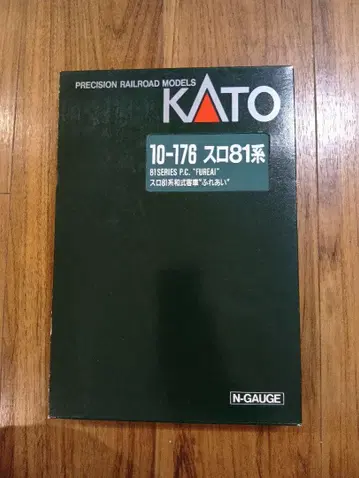 PRECISION RAILROAD MODELS
KATO
10-176 スロ81系
81SERIES P.C. "FUREAI"
スロ81系和式客車"ふれあい"
N-GAUGE